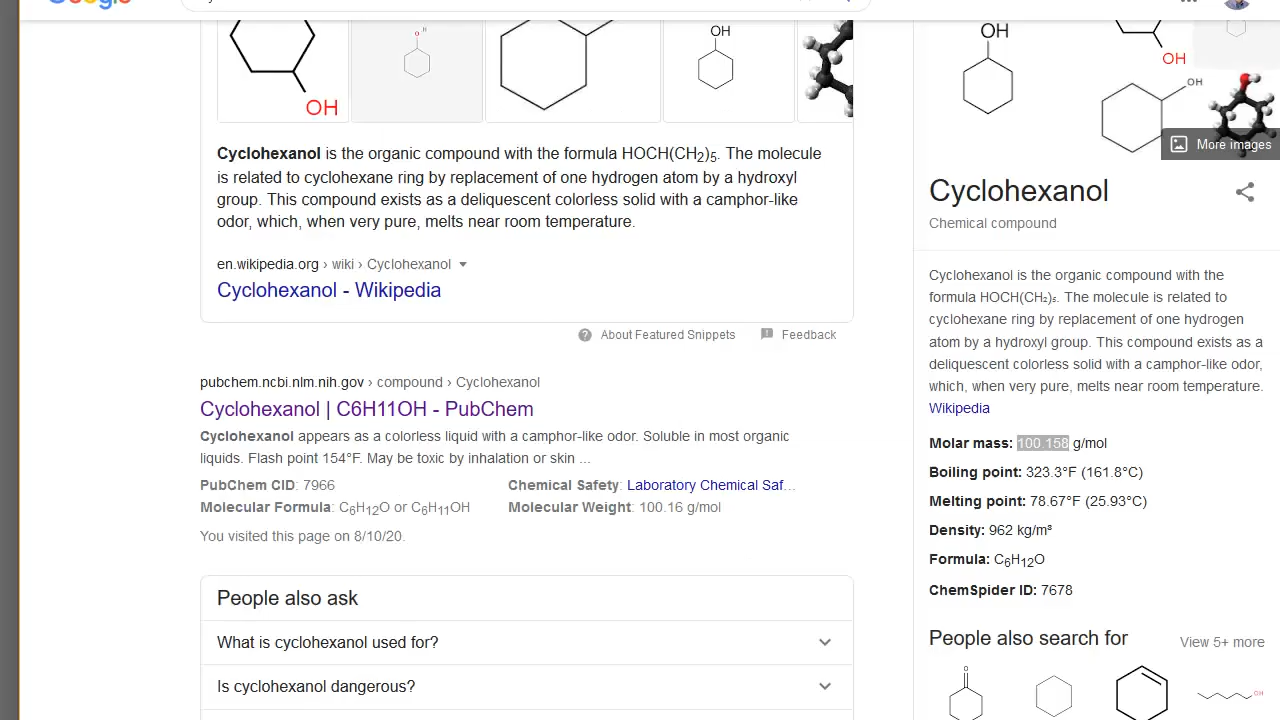 Google
OH
OH
H
OH
OH
OH
OH
More images
Cyclohexanol is the organic compound with the formula HOCH(CH2)5. The molecule
is related to cyclohexane ring by replacement of one hydrogen atom by a hydroxyl
group. This compound exists as a deliquescent colorless solid with a camphor-like
odor, which, when very pure, melts near room temperature.
en.wikipedia.org › wiki › Cyclohexanol
Cyclohexanol - Wikipedia
About Featured Snippets
Feedback
pubchem.ncbi.nlm.nih.gov › compound › Cyclohexanol
Cyclohexanol | C6H11OH - PubChem
Cyclohexanol appears as a colorless liquid with a camphor-like odor. Soluble in most organic
liquids. Flash point 154°F. May be toxic by inhalation or skin ...
PubChem CID: 7966
Chemical Safety: Laboratory Chemical Saf...
Molecular Formula: C6H12O or C6H11OH
Molecular Weight: 100.16 g/mol
You visited this page on 8/10/20.
People also ask
What is cyclohexanol used for?
Is cyclohexanol dangerous?
Cyclohexanol
Chemical compound
Cyclohexanol is the organic compound with the
formula HOCH(CH₂)₅. The molecule is related to
cyclohexane ring by replacement of one hydrogen
atom by a hydroxyl group. This compound exists as a
deliquescent colorless solid with a camphor-like odor,
which, when very pure, melts near room temperature.
Wikipedia
Molar mass: 100.158 g/mol
Boiling point: 323.3°F (161.8°C)
Melting point: 78.67°F (25.93°C)
Density: 962 kg/m³
Formula: C6H12O
ChemSpider ID: 7678
People also search for
View 5+ more